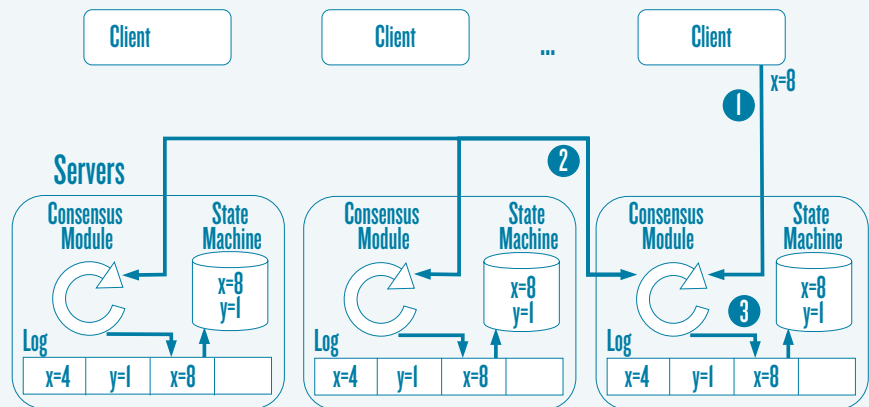 Client
Client
...
Client
x=8
1
2
Servers
Consensus
Module
State
Machine
x=8
y=1
Log
x=4 y=1 x=8
Consensus
Module
State
Machine
x=8
y=1
Log
x=4 y=1 x=8
Consensus
Module
State
Machine
x=8
y=1
3
Log
x=4 y=1 x=8